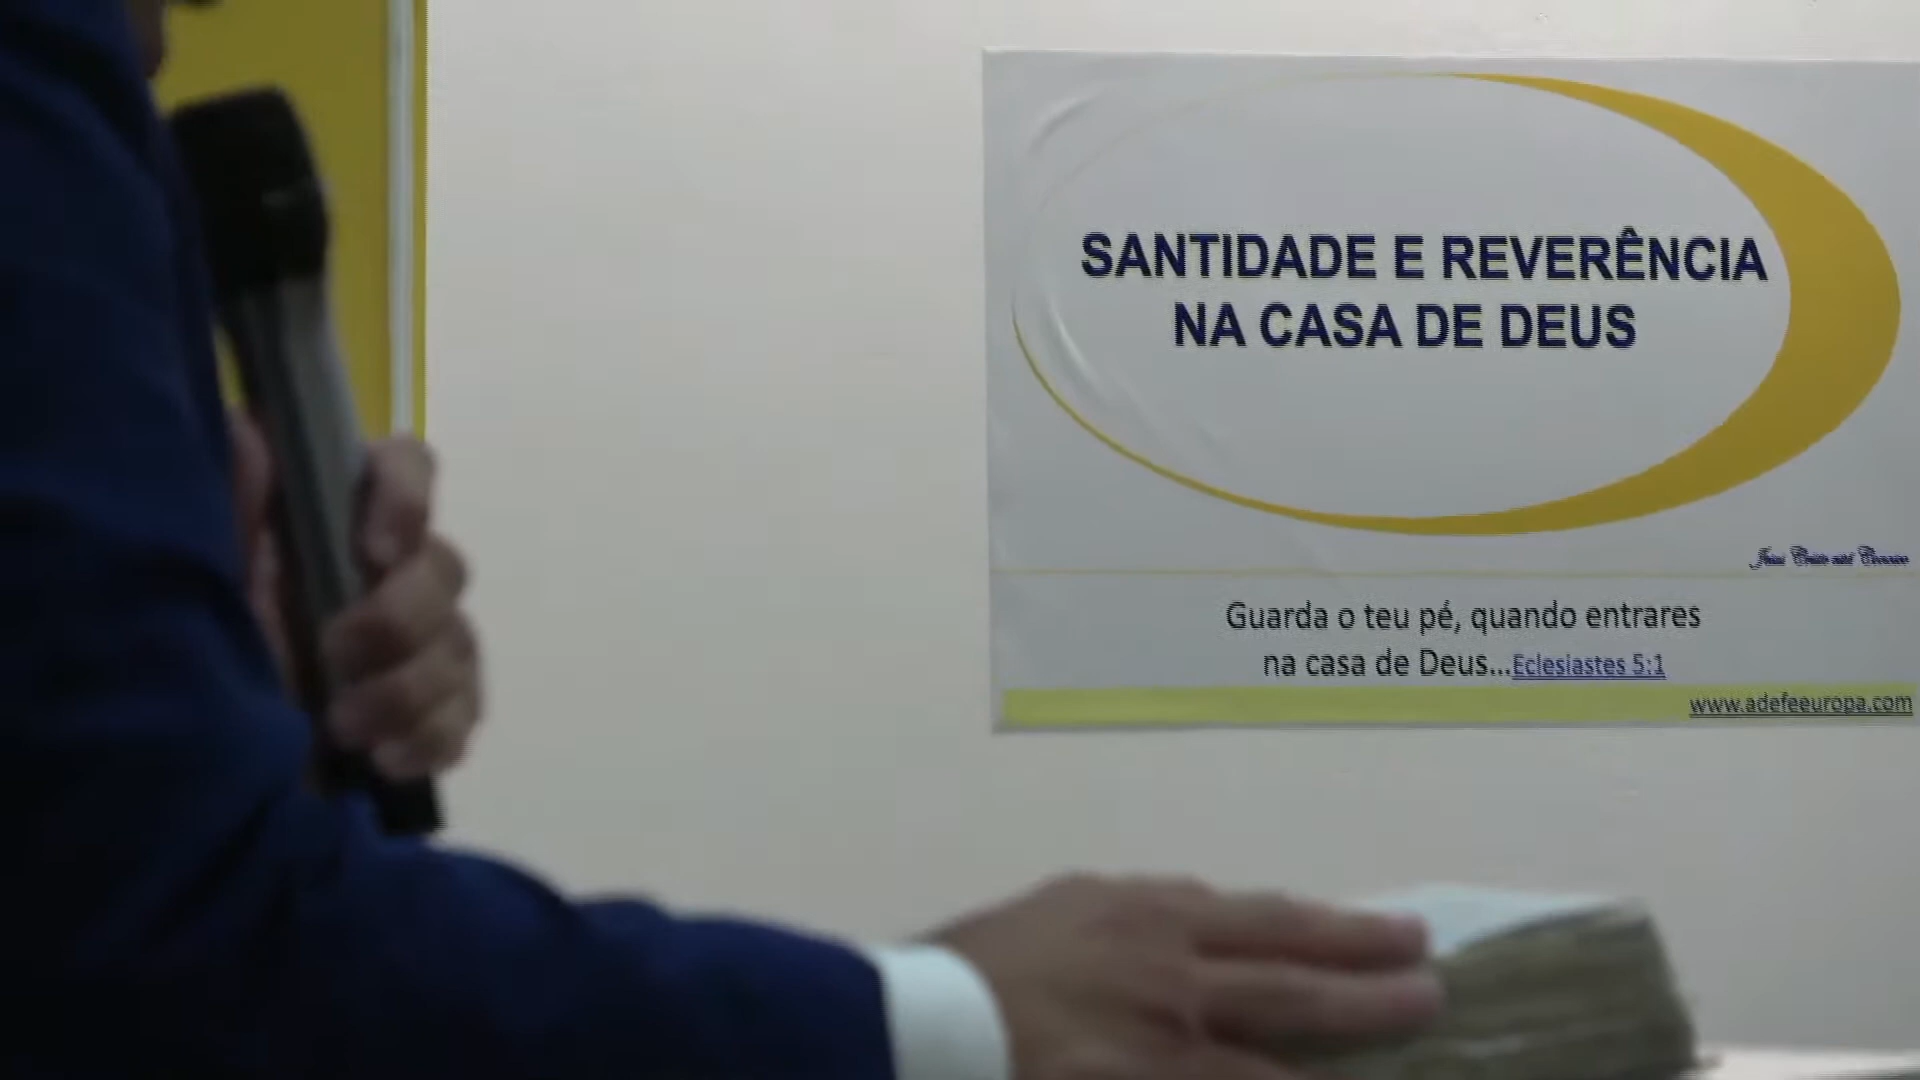 SANTIDADE E REVERÊNCIA
NA CASA DE DEUS
Guarda o teu pé, quando entrares
na casa de Deus...Eclesiastes 5:1
www.adefeeuropa.com